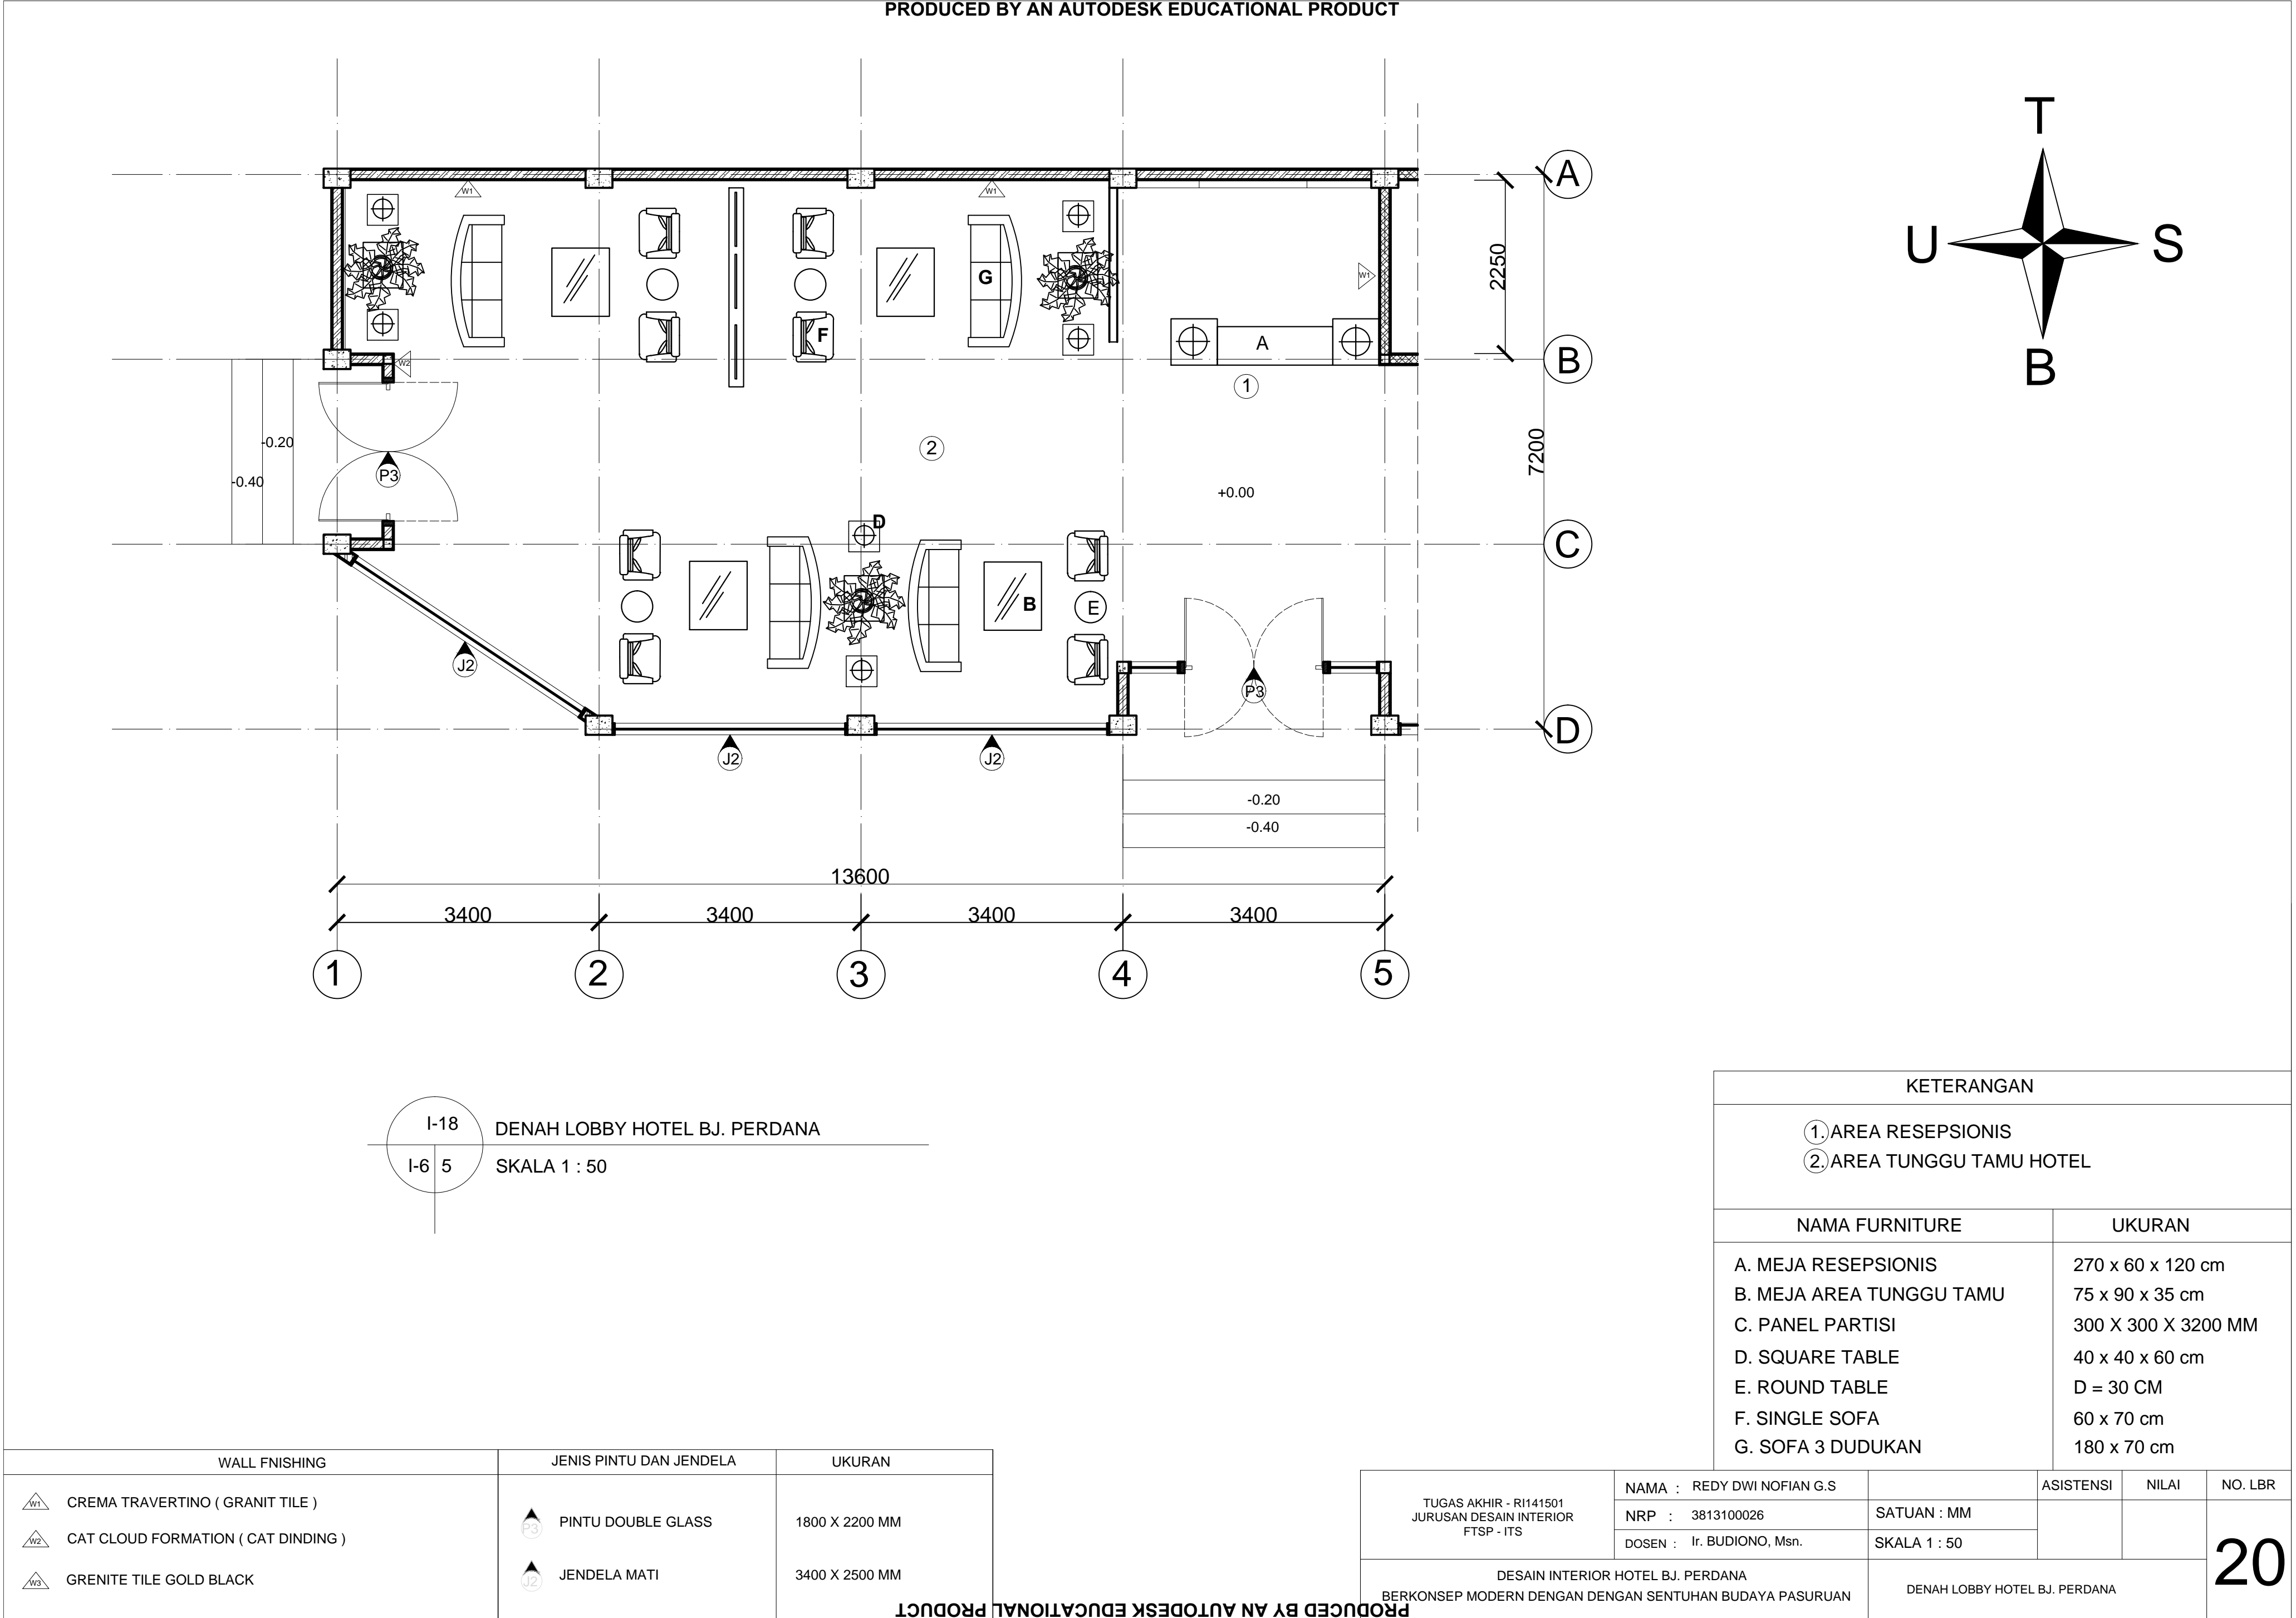 PRODUCED BY AN AUTODESK EDUCATIONAL PRODUCT
T
U
S
B
A
B
C
D
W1
W1
W1
W2
G
F
A
1
2
2250
7200
-0.20
-0.40
P3
+0.00
D
B
E
J2
P3
J2
J2
-0.20
-0.40
13600
3400
3400
3400
3400
1
2
3
4
5
I-18
I-6
5
DENAH LOBBY HOTEL BJ. PERDANA
SKALA 1 : 50
KETERANGAN
1. AREA RESEPSIONIS
2. AREA TUNGGU TAMU HOTEL
NAMA FURNITURE UKURAN
A. MEJA RESEPSIONIS 270 x 60 x 120 cm
B. MEJA AREA TUNGGU TAMU 75 x 90 x 35 cm
C. PANEL PARTISI 300 X 300 X 3200 MM
D. SQUARE TABLE 40 x 40 x 60 cm
E. ROUND TABLE D = 30 CM
F. SINGLE SOFA 60 x 70 cm
G. SOFA 3 DUDUKAN 180 x 70 cm
WALL FNISHING
W1 CREMA TRAVERTINO ( GRANIT TILE )
W2 CAT CLOUD FORMATION ( CAT DINDING )
W3 GRENITE TILE GOLD BLACK
JENIS PINTU DAN JENDELA UKURAN
P3 PINTU DOUBLE GLASS 1800 X 2200 MM
J2 JENDELA MATI 3400 X 2500 MM
TUGAS AKHIR - RI141501
JURUSAN DESAIN INTERIOR
FTSP - ITS
NAMA : REDY DWI NOFIAN G.S
NRP : 3813100026
DOSEN : Ir. BUDIONO, Msn.
SATUAN : MM
SKALA 1 : 50
ASISTENSI
NILAI
NO. LBR
20
DESAIN INTERIOR HOTEL BJ. PERDANA
BERKONSEP MODERN DENGAN DENGAN SENTUHAN BUDAYA PASURUAN
DENAH LOBBY HOTEL BJ. PERDANA
PRODUCED BY AN AUTODESK EDUCATIONAL PRODUCT